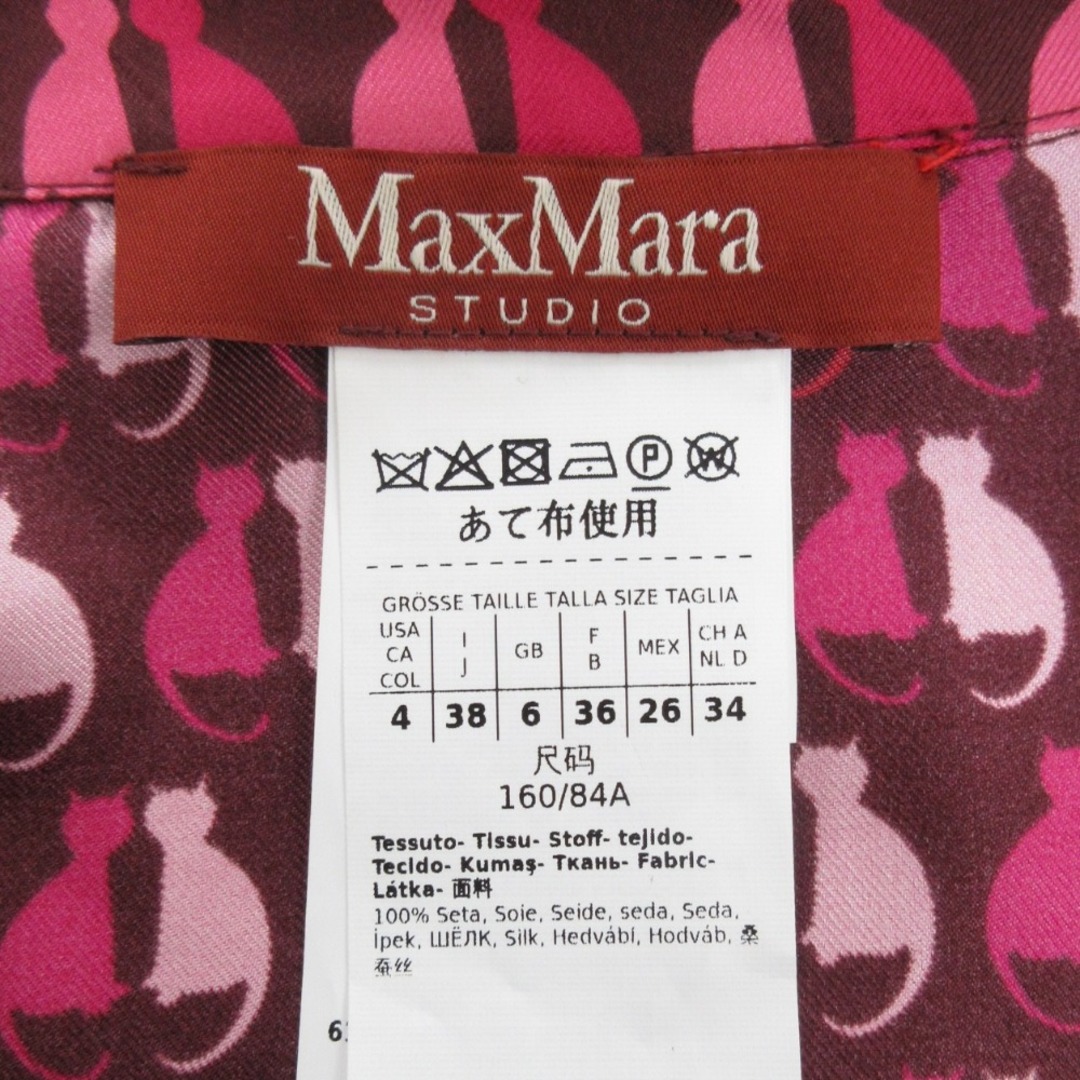 MaxMara
STUDIO
P W
あて布使用
GRÖSSE TAILLE TALLA SIZE TAGLIA
USA CA COL I J GB F B MEX CH A NL D
4 38 6 36 26 34
尺码
160/84A
Tessuto- Tissu- Stoff- tejido-
Tecido- Kumaş- Ткань- Fabric-
Látka- 面料
100% Seta, Soie, Seide, seda, Seda,
İpek, ШЁЛК, Silk, Hedvábí, Hodváb, 桑
蚕丝